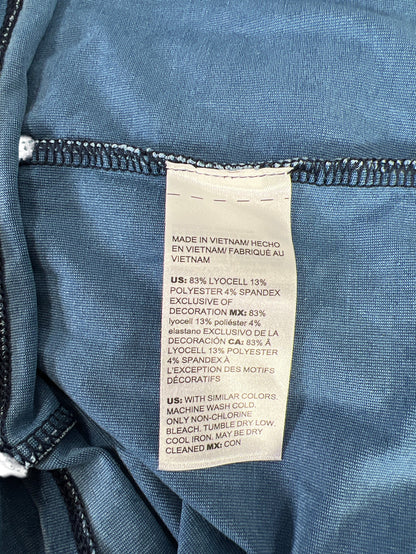 MADE IN VIETNAM/ HECHO
EN VIETNAM/ FABRIQUÉ AU
VIETNAM
US: 83% LYOCELL 13%
POLYESTER 4% SPANDEX
EXCLUSIVE OF
DECORATION MX: 83%
lyocell 13% poliéster 4%
elastano EXCLUSIVO DE LA
DECORACIÓN CA: 83% À
LYOCELL 13% POLYESTER
4% SPANDEX À
L'EXCEPTION DES MOTIFS
DÉCORATIFS
US: WITH SIMILAR COLORS.
MACHINE WASH COLD.
ONLY NON-CHLORINE
BLEACH. TUMBLE DRY LOW.
COOL IRON. MAY BE DRY
CLEANED MX: CON